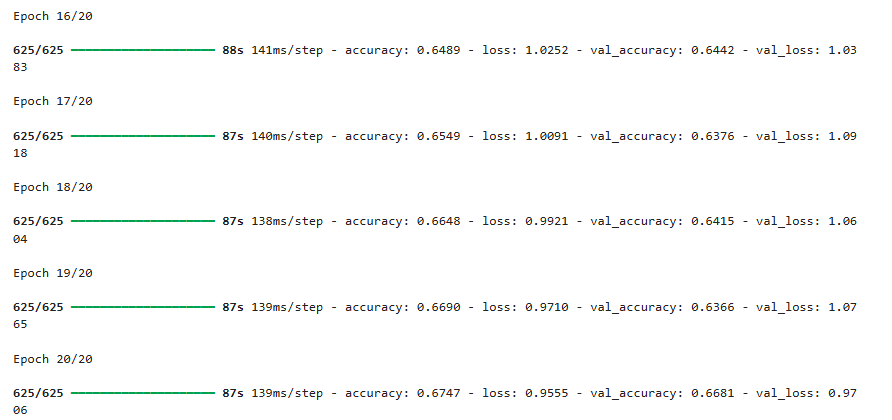 Epoch 16/20
625/625 ━━━━━━━━━━━━━━━━━━━━ 88s 141ms/step - accuracy: 0.6489 - loss: 1.0252 - val_accuracy: 0.6442 - val_loss: 1.03
83
Epoch 17/20
625/625 ━━━━━━━━━━━━━━━━━━━━ 87s 140ms/step - accuracy: 0.6549 - loss: 1.0091 - val_accuracy: 0.6376 - val_loss: 1.09
18
Epoch 18/20
625/625 ━━━━━━━━━━━━━━━━━━━━ 87s 138ms/step - accuracy: 0.6648 - loss: 0.9921 - val_accuracy: 0.6415 - val_loss: 1.06
04
Epoch 19/20
625/625 ━━━━━━━━━━━━━━━━━━━━ 87s 139ms/step - accuracy: 0.6690 - loss: 0.9710 - val_accuracy: 0.6366 - val_loss: 1.07
65
Epoch 20/20
625/625 ━━━━━━━━━━━━━━━━━━━━ 87s 139ms/step - accuracy: 0.6747 - loss: 0.9555 - val_accuracy: 0.6681 - val_loss: 0.97
06